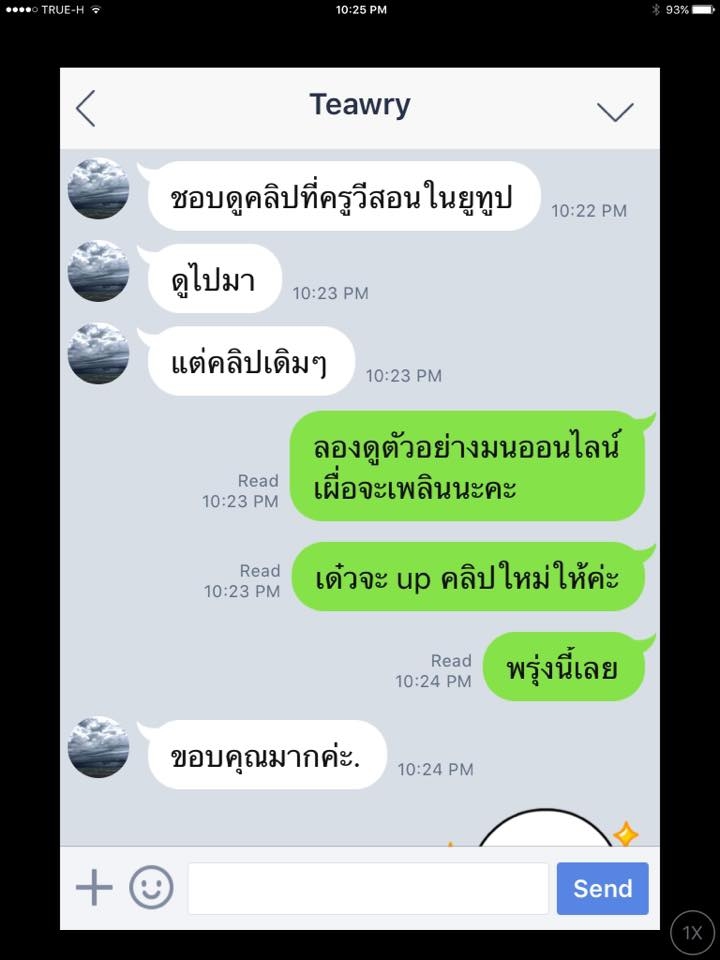 TRUE-H
10:25 PM
93%
Teawry
ชอบดูคลิปที่ครูวีสอนในยูทูป
10:22 PM
ดูไปมา
10:23 PM
แต่คลิปเดิมๆ
10:23 PM
ลองดูตัวอย่างมนออนไลน์
เผื่อจะเพลินนะคะ
Read
10:23 PM
เด๋วจะ up คลิปใหม่ให้ค่ะ
Read
10:23 PM
พรุ่งนี้เลย
Read
10:24 PM
ขอบคุณมากค่ะ.
10:24 PM
Send
1X